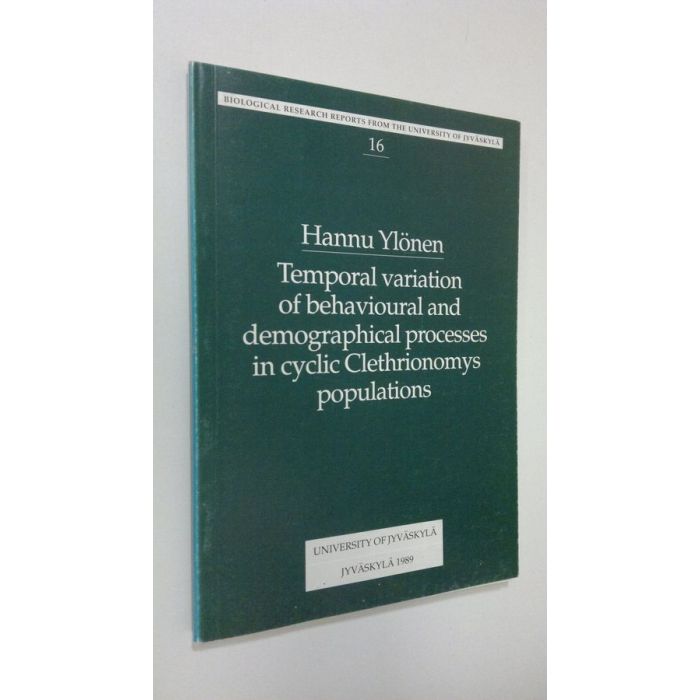 BIOLOGICAL RESEARCH REPORTS FROM THE UNIVERSITY OF JYVÄSKYLÄ
16
Hannu Ylönen
Temporal variation
of behavioural and
demographical processes
in cyclic Clethrionomys
populations
UNIVERSITY OF JYVÄSKYLÄ
JYVÄSKYLÄ 1989